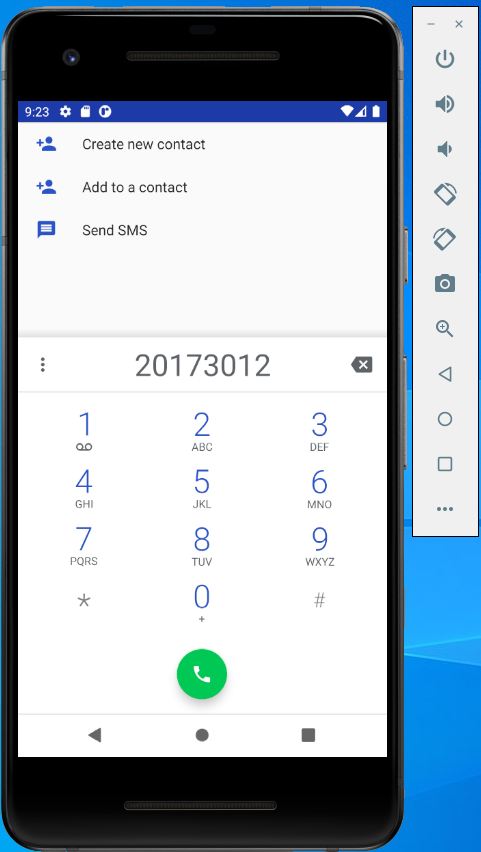 9:23
Create new contact
Add to a contact
Send SMS
20173012
1 2 3
ABC DEF
4 5 6
GHI JKL MNO
7 8 9
PQRS TUV WXYZ
* 0 #
+